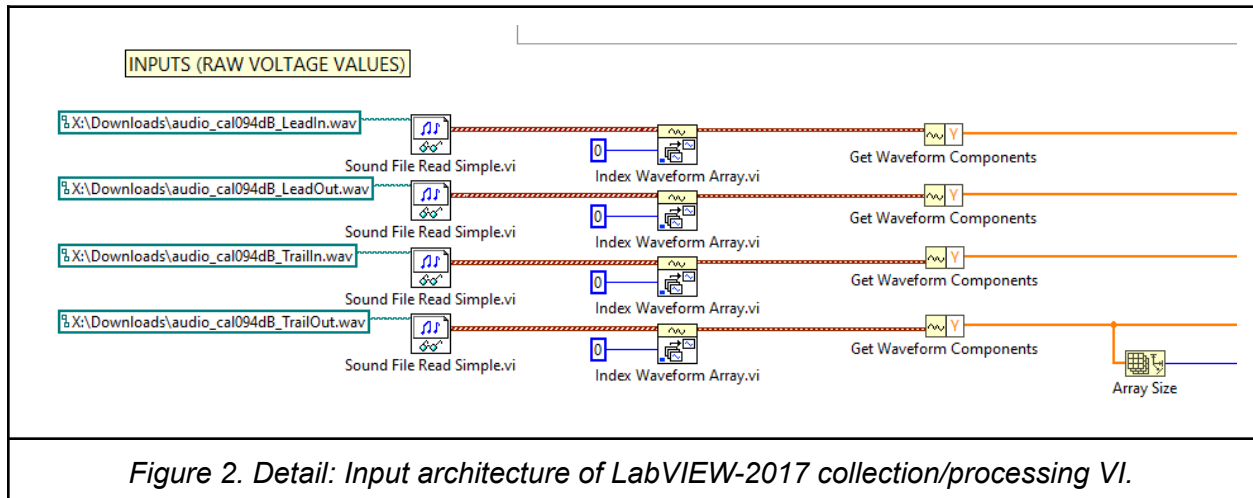 INPUTS (RAW VOLTAGE VALUES)
X:\Downloads\audio_cal094dB_LeadIn.wav
Sound File Read Simple.vi
0
Index Waveform Array.vi
Y
Get Waveform Components
X:\Downloads\audio_cal094dB_LeadOut.wav
Sound File Read Simple.vi
0
Index Waveform Array.vi
Y
Get Waveform Components
X:\Downloads\audio_cal094dB_TrailIn.wav
Sound File Read Simple.vi
0
Index Waveform Array.vi
Y
Get Waveform Components
X:\Downloads\audio_cal094dB_TrailOut.wav
Sound File Read Simple.vi
0
Index Waveform Array.vi
Y
Get Waveform Components
Array Size
Figure 2. Detail: Input architecture of LabVIEW-2017 collection/processing VI.